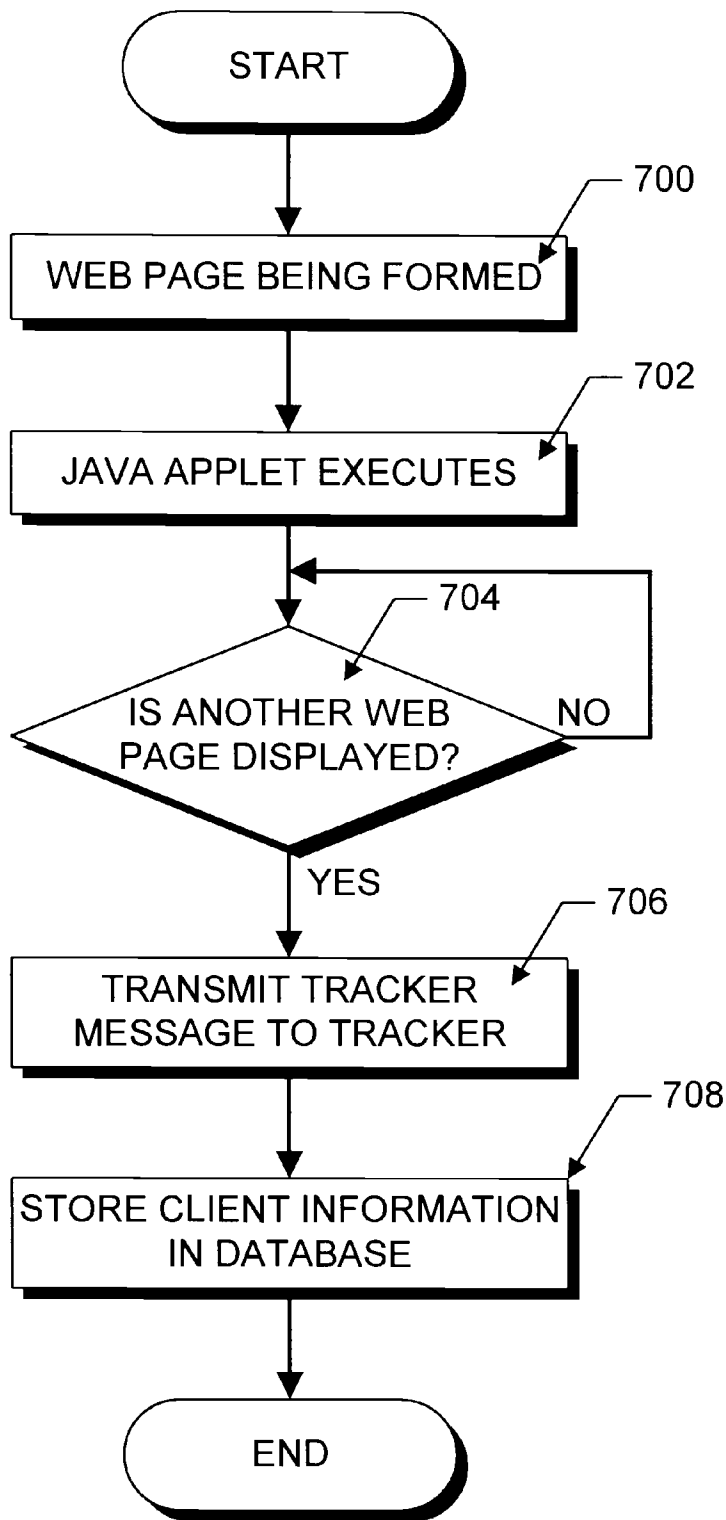 START
700
WEB PAGE BEING FORMED
702
JAVA APPLET EXECUTES
704
IS ANOTHER WEB
PAGE DISPLAYED?
NO
YES
706
TRANSMIT TRACKER
MESSAGE TO TRACKER
708
STORE CLIENT INFORMATION
IN DATABASE
END